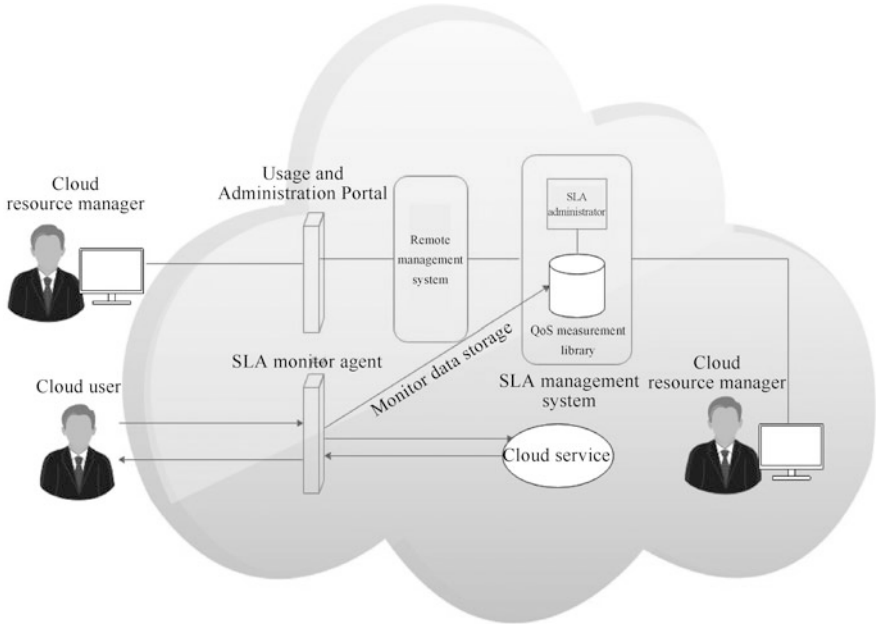 Cloud
resource manager
Usage and
Administration Portal
Remote
management
system
SLA
administrator
QoS measurement
library
SLA management
system
Monitor data storage
SLA monitor agent
Cloud user
Cloud service
Cloud
resource manager